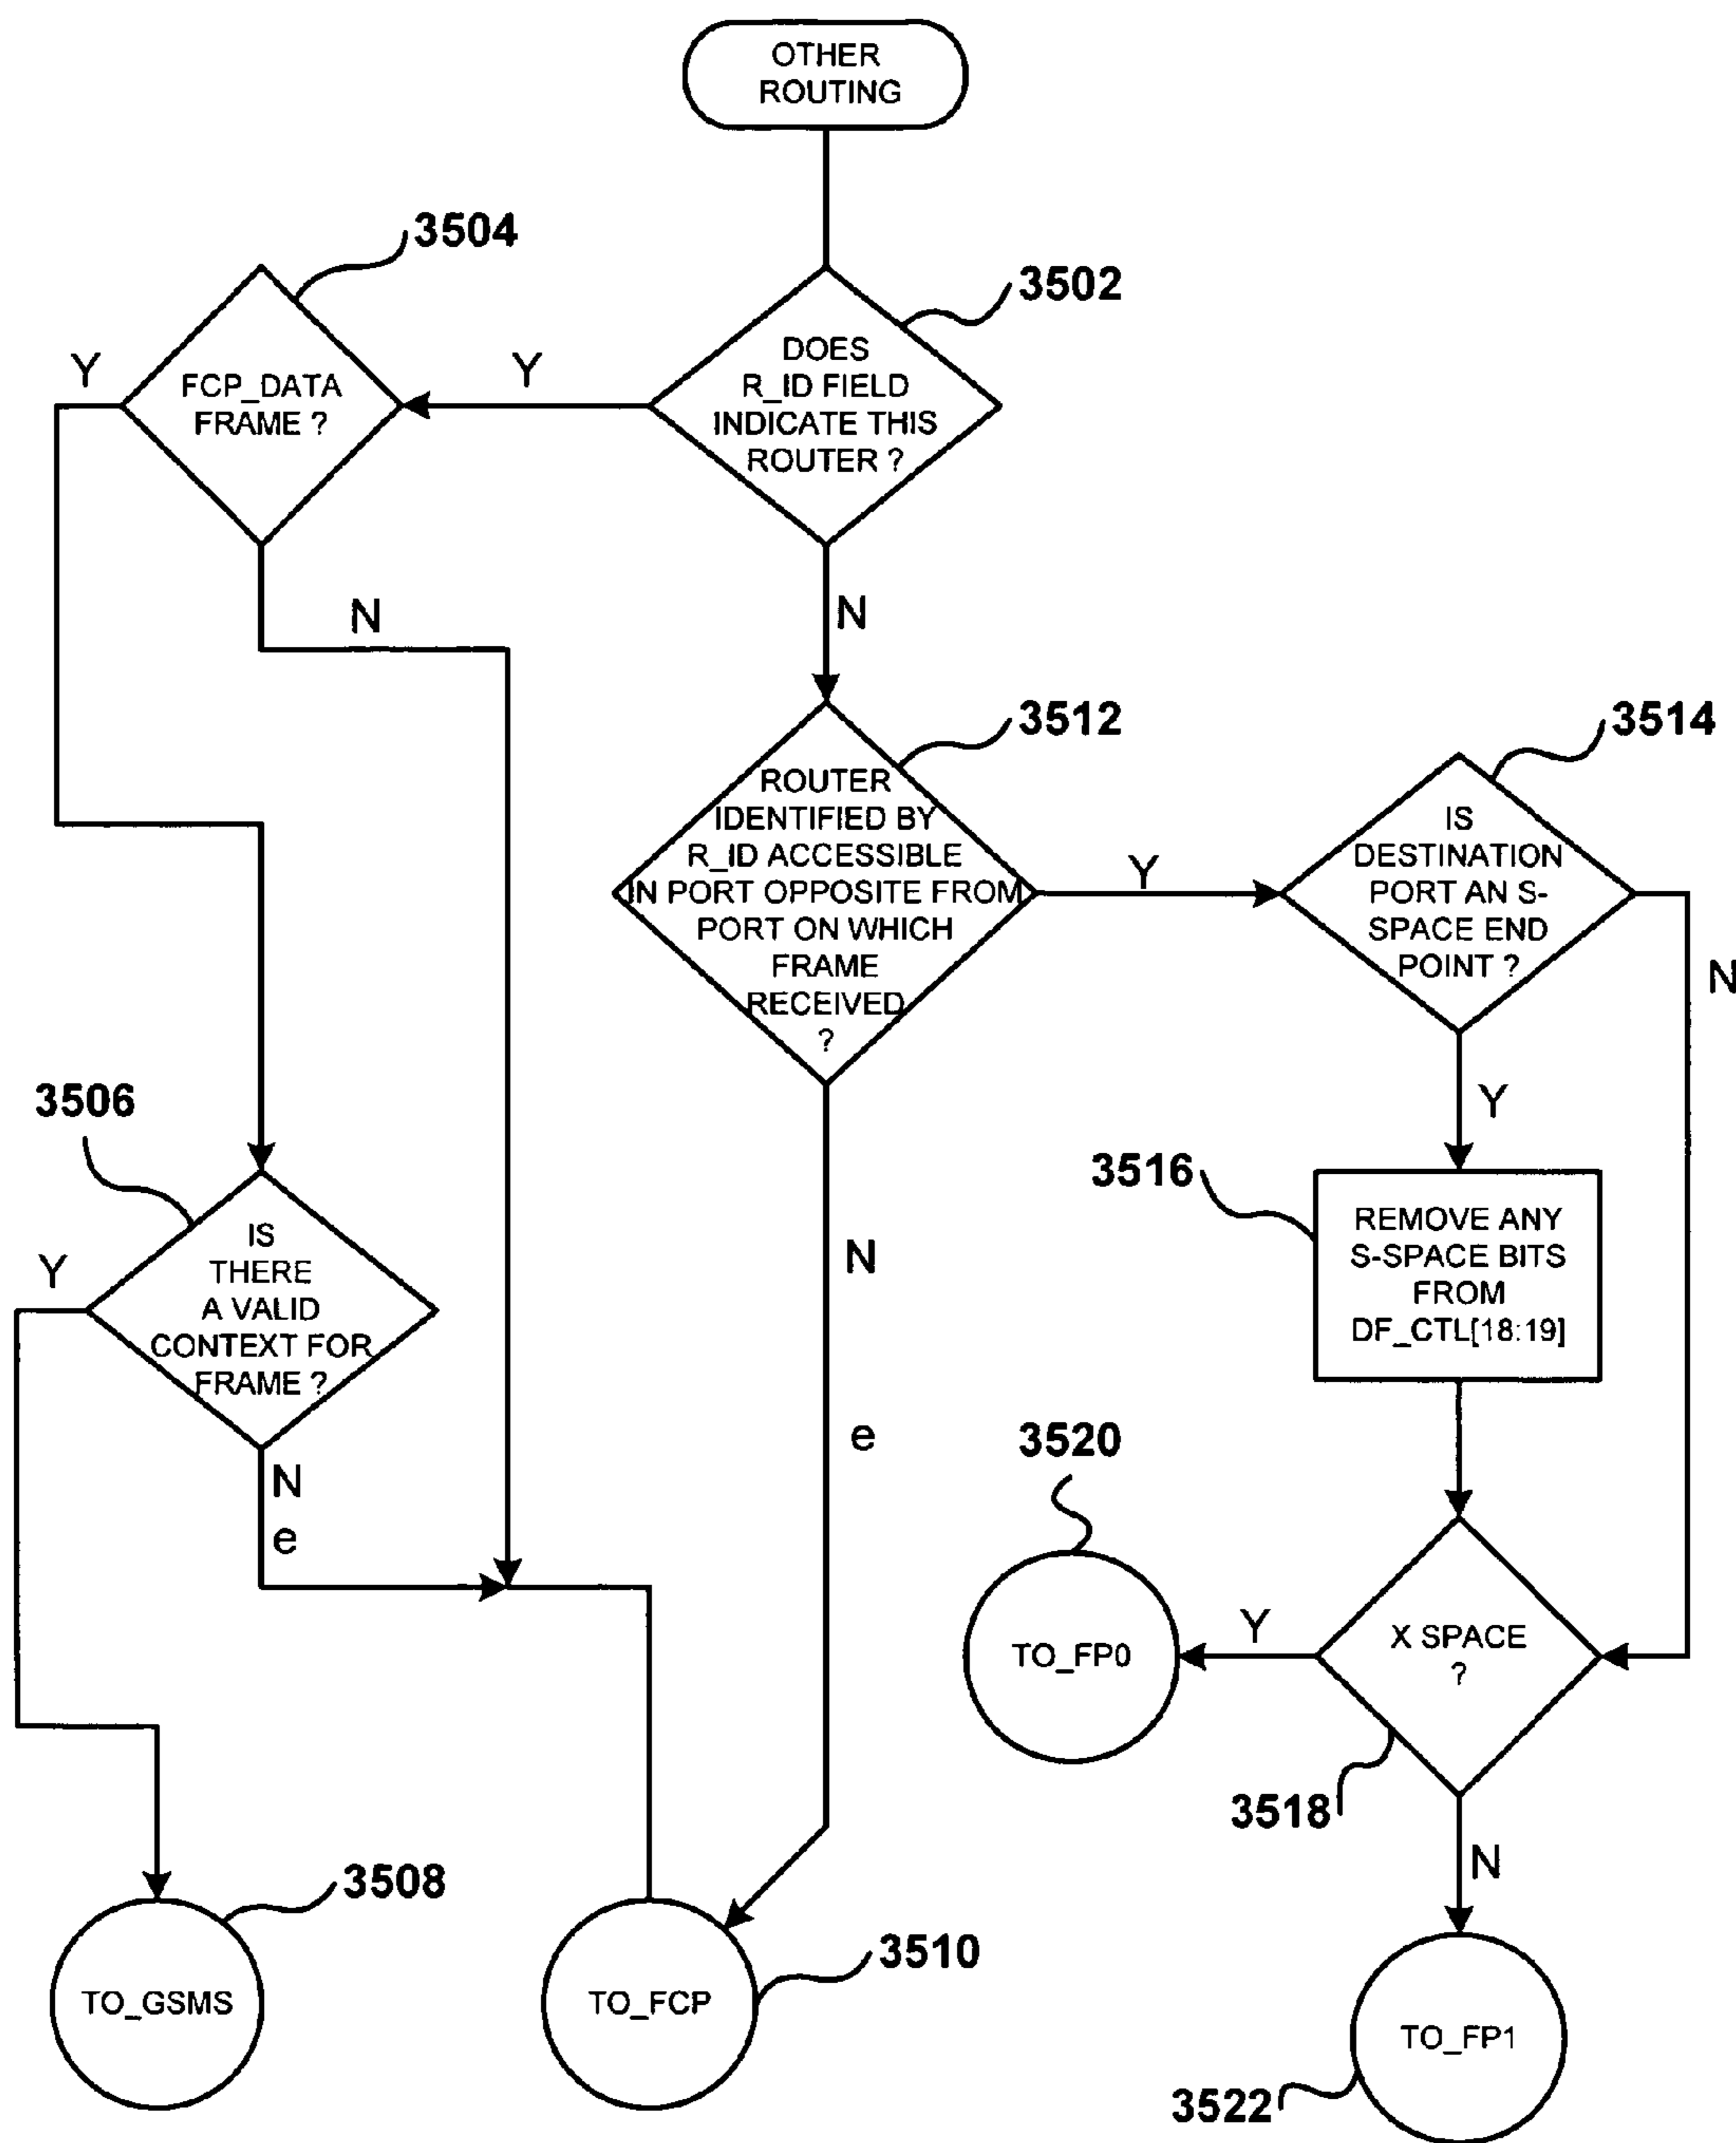 OTHER
ROUTING
3504
3502
Y
FCP_DATA
FRAME ?
Y
DOES
R_ID FIELD
INDICATE THIS
ROUTER ?
N
N
3512
3514
ROUTER
IDENTIFIED BY
R_ID ACCESSIBLE
IN PORT OPPOSITE FROM
PORT ON WHICH
FRAME
RECEIVED
?
Y
IS
DESTINATION
PORT AN S-
SPACE END
POINT ?
N
Y
3506
3516
REMOVE ANY
S-SPACE BITS
FROM
DF_CTL[18:19]
IS
THERE
A VALID
CONTEXT FOR
FRAME ?
Y
N
e
N
e
3520
TO_FP0
Y
X SPACE
?
3518
N
3508
TO_GSMS
3510
TO_FCP
TO_FP1
3522